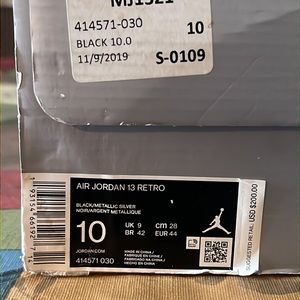 MJ1321
414571-030
10
BLACK 10.0
11/9/2019
S-0109
AIR JORDAN 13 RETRO
BLACK/METALLIC SILVER
NOIR/ARGENT METALLIQUE
10
UK 9
cm 28
BR 42
EUR 44
JORDAN.COM
414571 030
MADE IN CHINA/
FABRIQUÉ EN CHINE/
HECHO EN CHINA/
SUGGESTED RETAIL USD $200.00